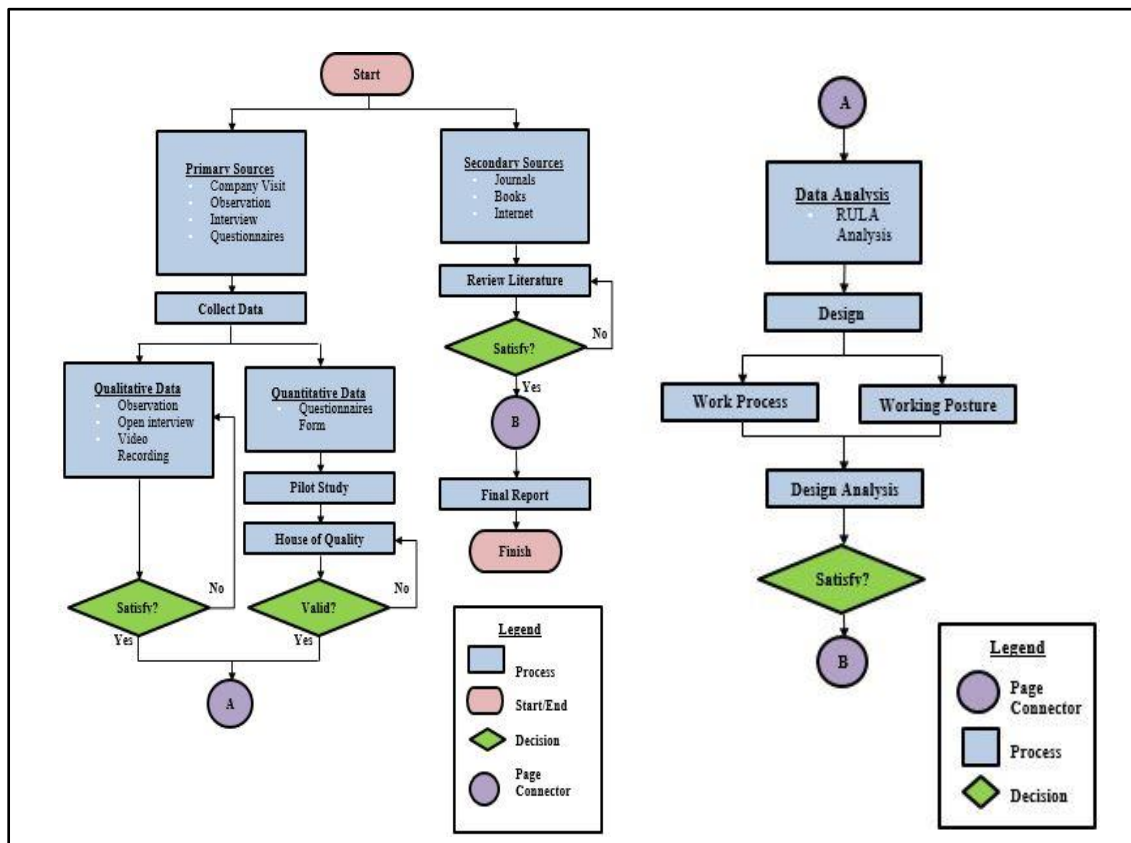 Start
Primary Sources
Company Visit
Observation
Interview
Questionnaires
Collect Data
Qualitative Data
Observation
Open interview
Video
Recording
Satisfy?
No
Yes
Quantitative Data
Questionnaires
Form
Pilot Study
House of Quality
Valid?
No
Yes
A
Secondary Sources
Journals
Books
Internet
Review Literature
Satisfy?
No
Yes
B
Final Report
Finish
Legend
Process
Start/End
Decision
Page
Connector
A
Data Analysis
RULA
Analysis
Design
Work Process
Working Posture
Design Analysis
Satisfy?
B
Legend
Page
Connector
Process
Decision